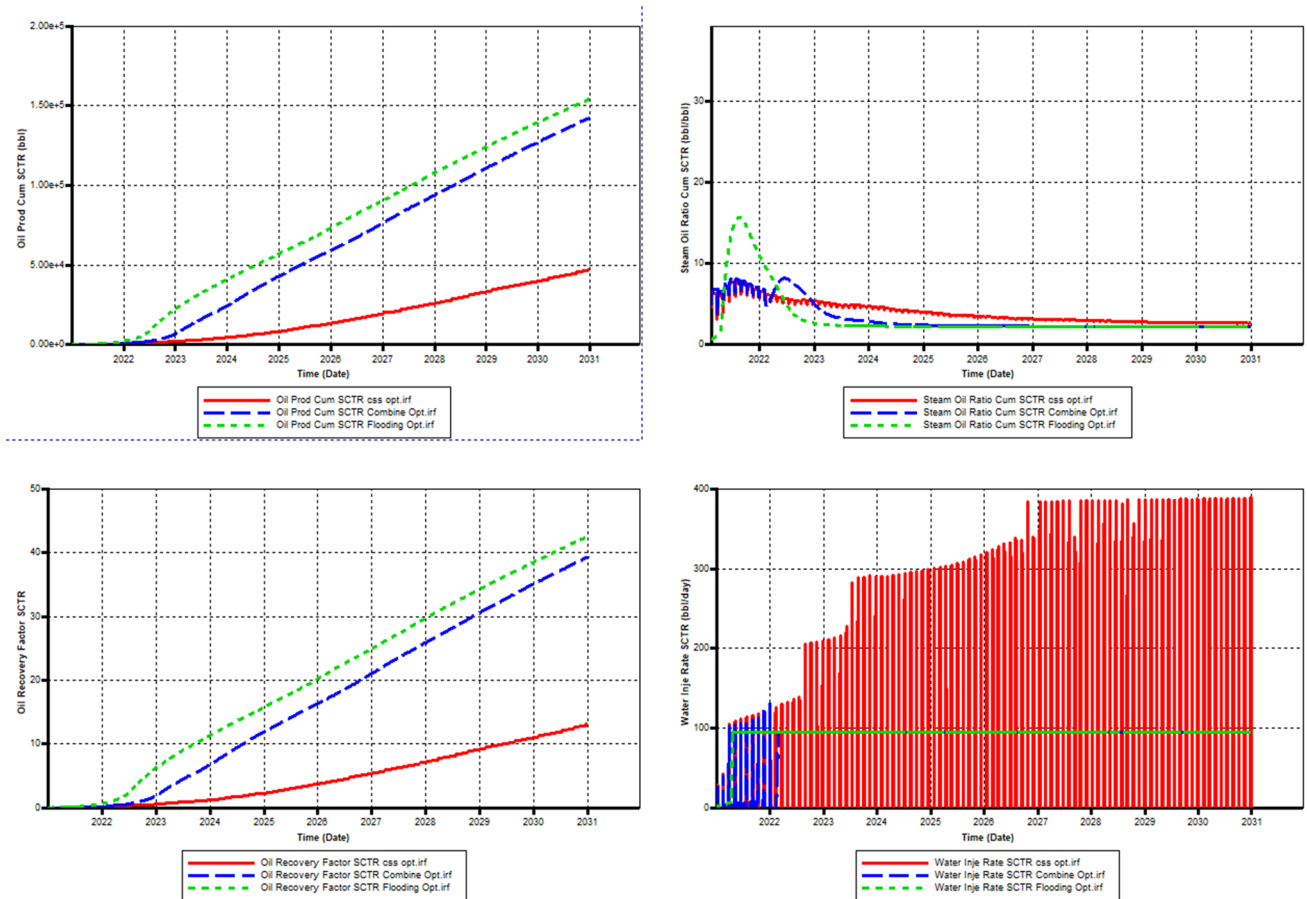 Oil Prod Cum SCTR (bbl)
2.00e+5
1.50e+5
1.00e+5
5.00e+4
0.00e+0
2022 2023 2024 2025 2026 2027 2028 2029 2030 2031
Time (Date)
Oil Prod Cum SCTR css opt.irf
Oil Prod Cum SCTR Combine Opt.irf
Oil Prod Cum SCTR Flooding Opt.irf
Steam Oil Ratio Cum SCTR (bbl/bbl)
30
20
10
0
2022 2023 2024 2025 2026 2027 2028 2029 2030 2031
Time (Date)
Steam Oil Ratio Cum SCTR css opt.irf
Steam Oil Ratio Cum SCTR Combine Opt.irf
Steam Oil Ratio Cum SCTR Flooding Opt.irf
Oil Recovery Factor SCTR
50
40
30
20
10
0
2022 2023 2024 2025 2026 2027 2028 2029 2030 2031
Time (Date)
Oil Recovery Factor SCTR css opt.irf
Oil Recovery Factor SCTR Combine Opt.irf
Oil Recovery Factor SCTR Flooding Opt.irf
Water Inje Rate SCTR (bbl/day)
400
300
200
100
0
2022 2023 2024 2025 2026 2027 2028 2029 2030 2031
Time (Date)
Water Inje Rate SCTR css opt.irf
Water Inje Rate SCTR Combine Opt.irf
Water Inje Rate SCTR Flooding Opt.irf